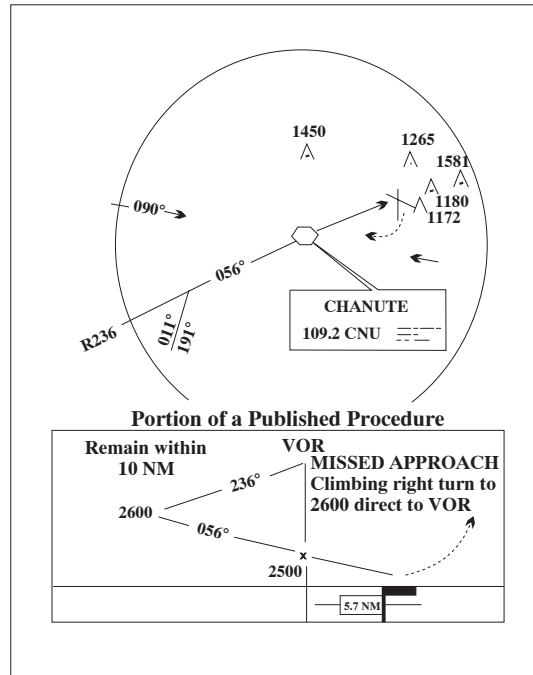 1450
1265
1581
1180
1172
090°
056°
R236
011°
191°
CHANUTE
109.2 CNU
Portion of a Published Procedure
Remain within
10 NM
VOR
MISSED APPROACH
Climbing right turn to
2600 direct to VOR
236°
2600
056°
x
2500
5.7 NM